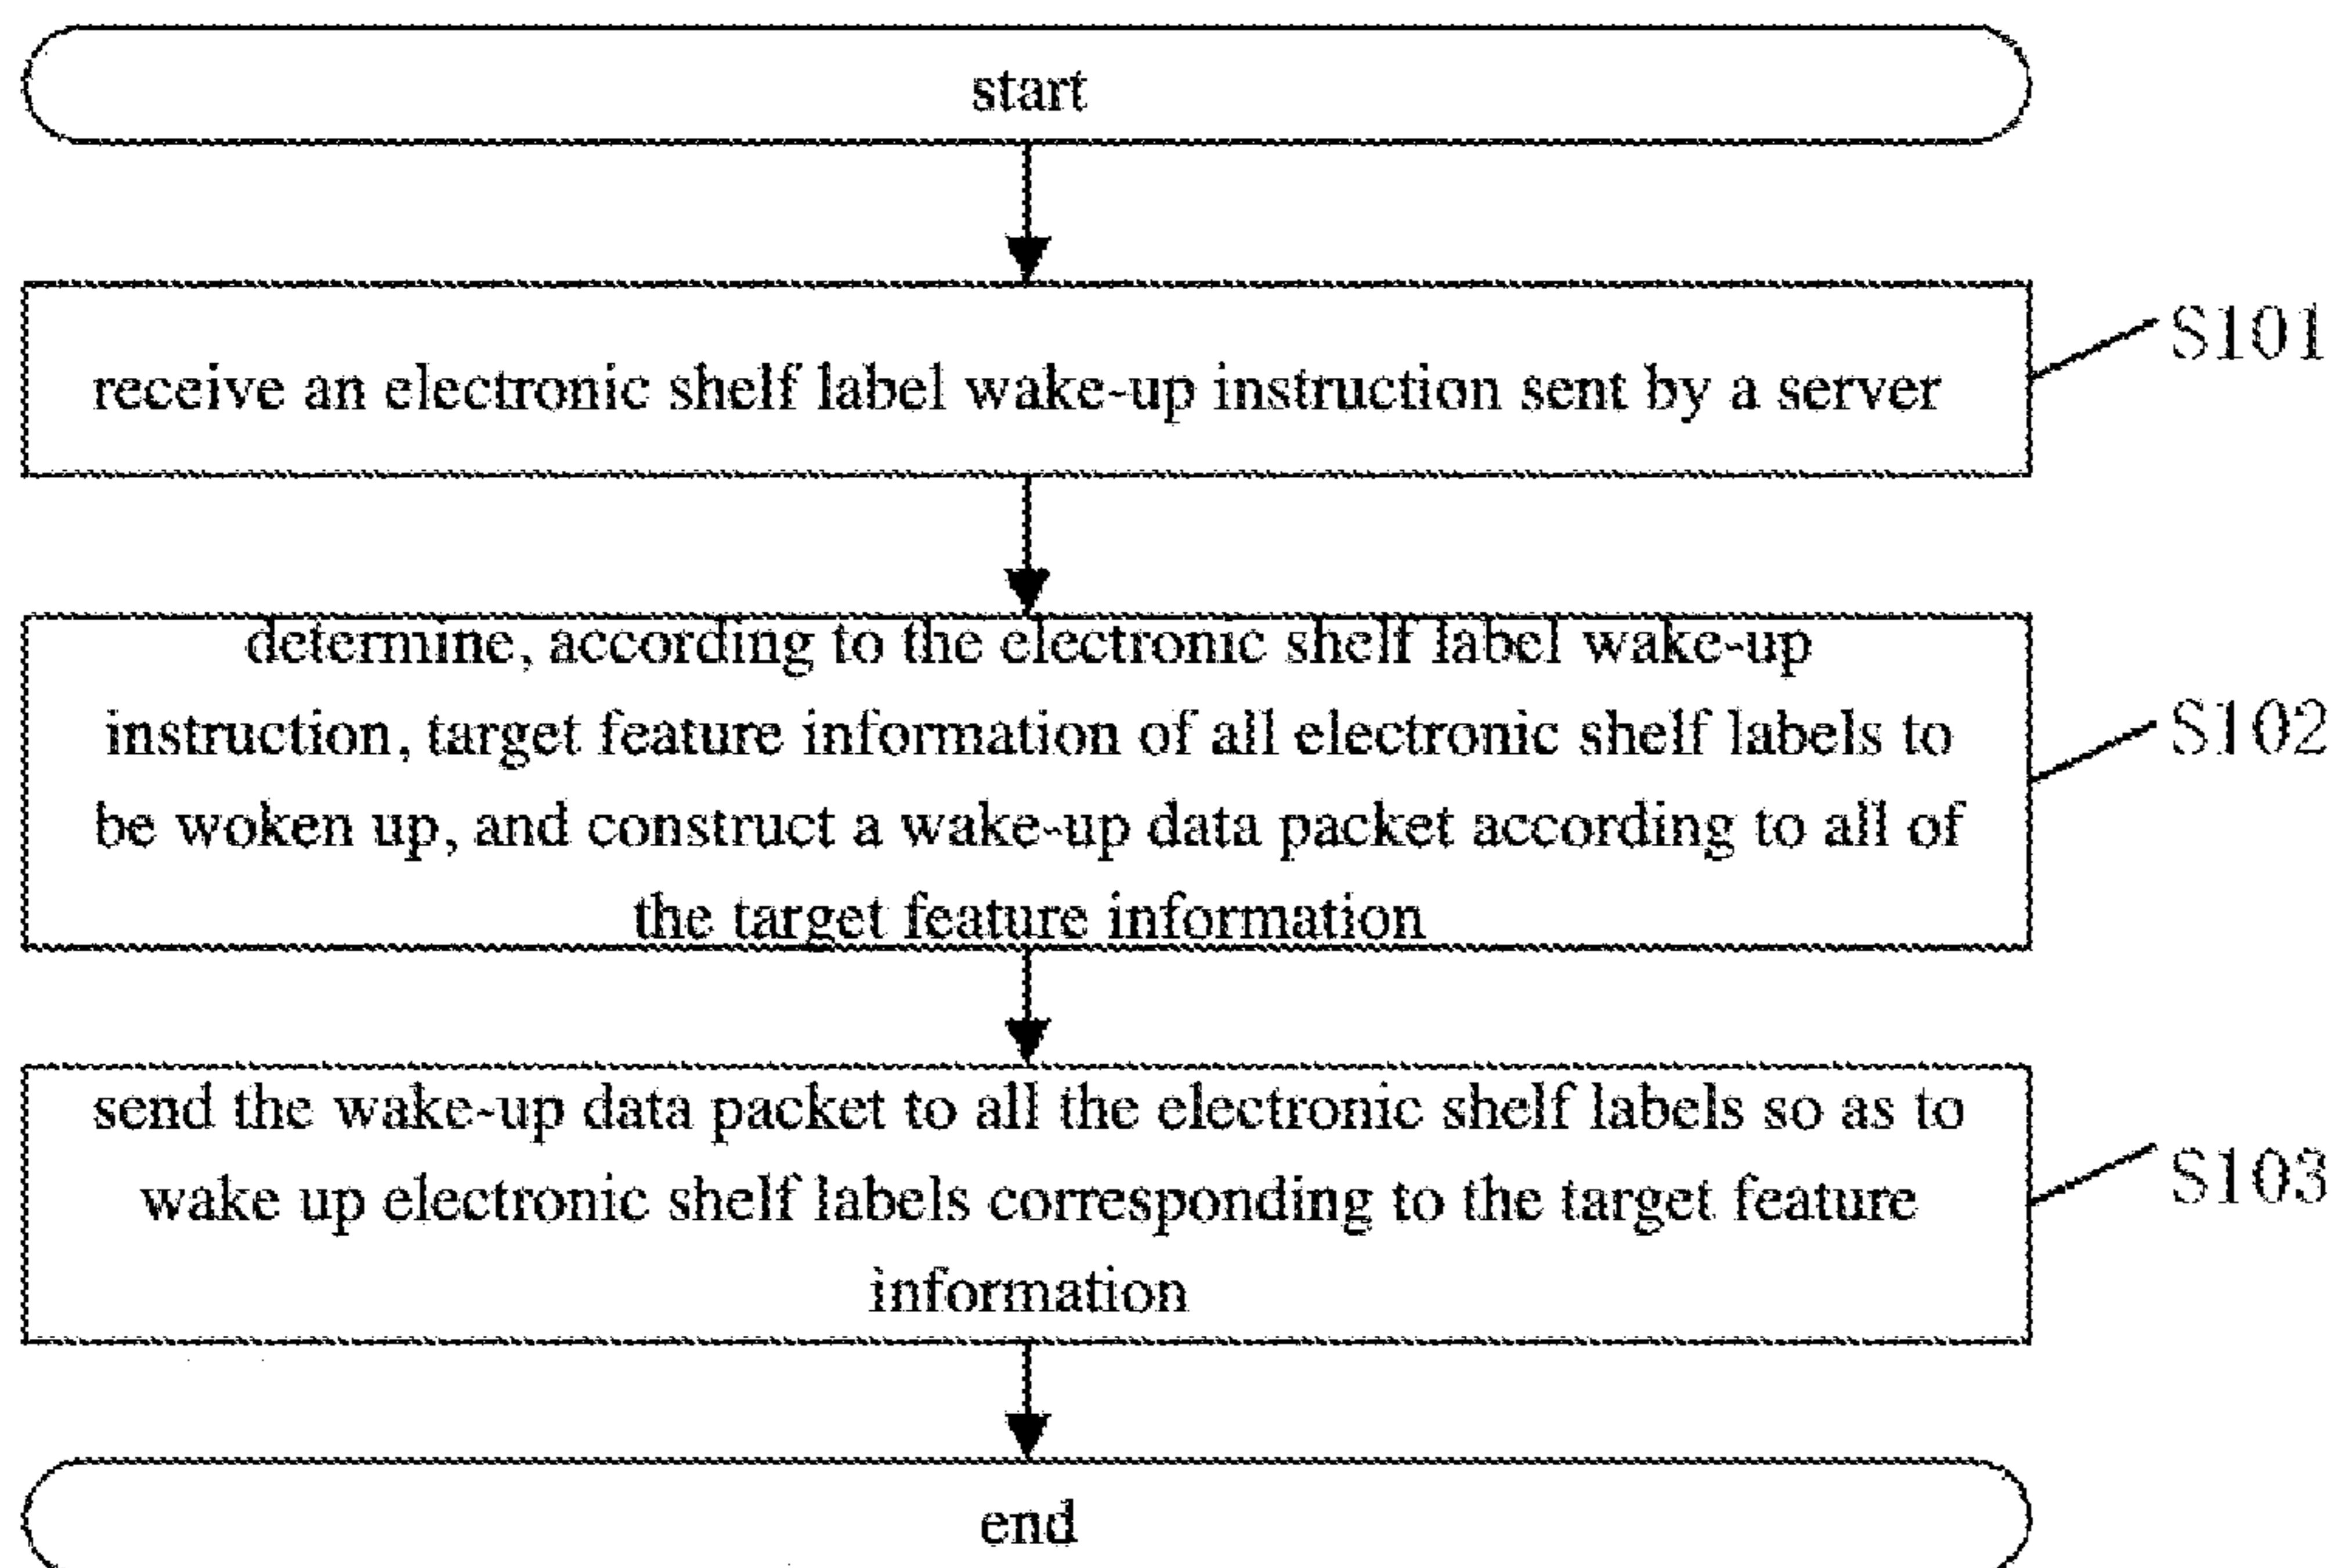 start
receive an electronic shelf label wake-up instruction sent by a server
S101
determine, according to the electronic shelf label wake-up
instruction, target feature information of all electronic shelf labels to
be woken up, and construct a wake-up data packet according to all of
the target feature information
S102
send the wake-up data packet to all the electronic shelf labels so as to
wake up electronic shelf labels corresponding to the target feature
information
S103
end